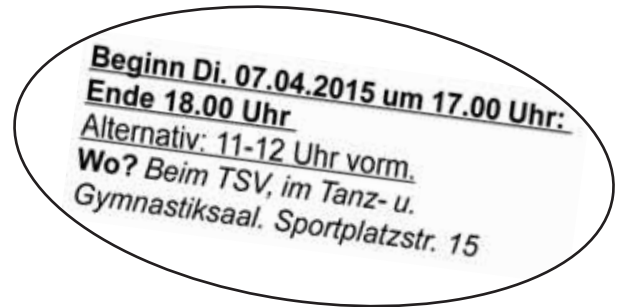 Beginn Di. 07.04.2015 um 17.00 Uhr:
Ende 18.00 Uhr
Alternativ: 11-12 Uhr vorm.
Wo? Beim TSV, im Tanz- u.
Gymnastiksaal. Sportplatzstr. 15